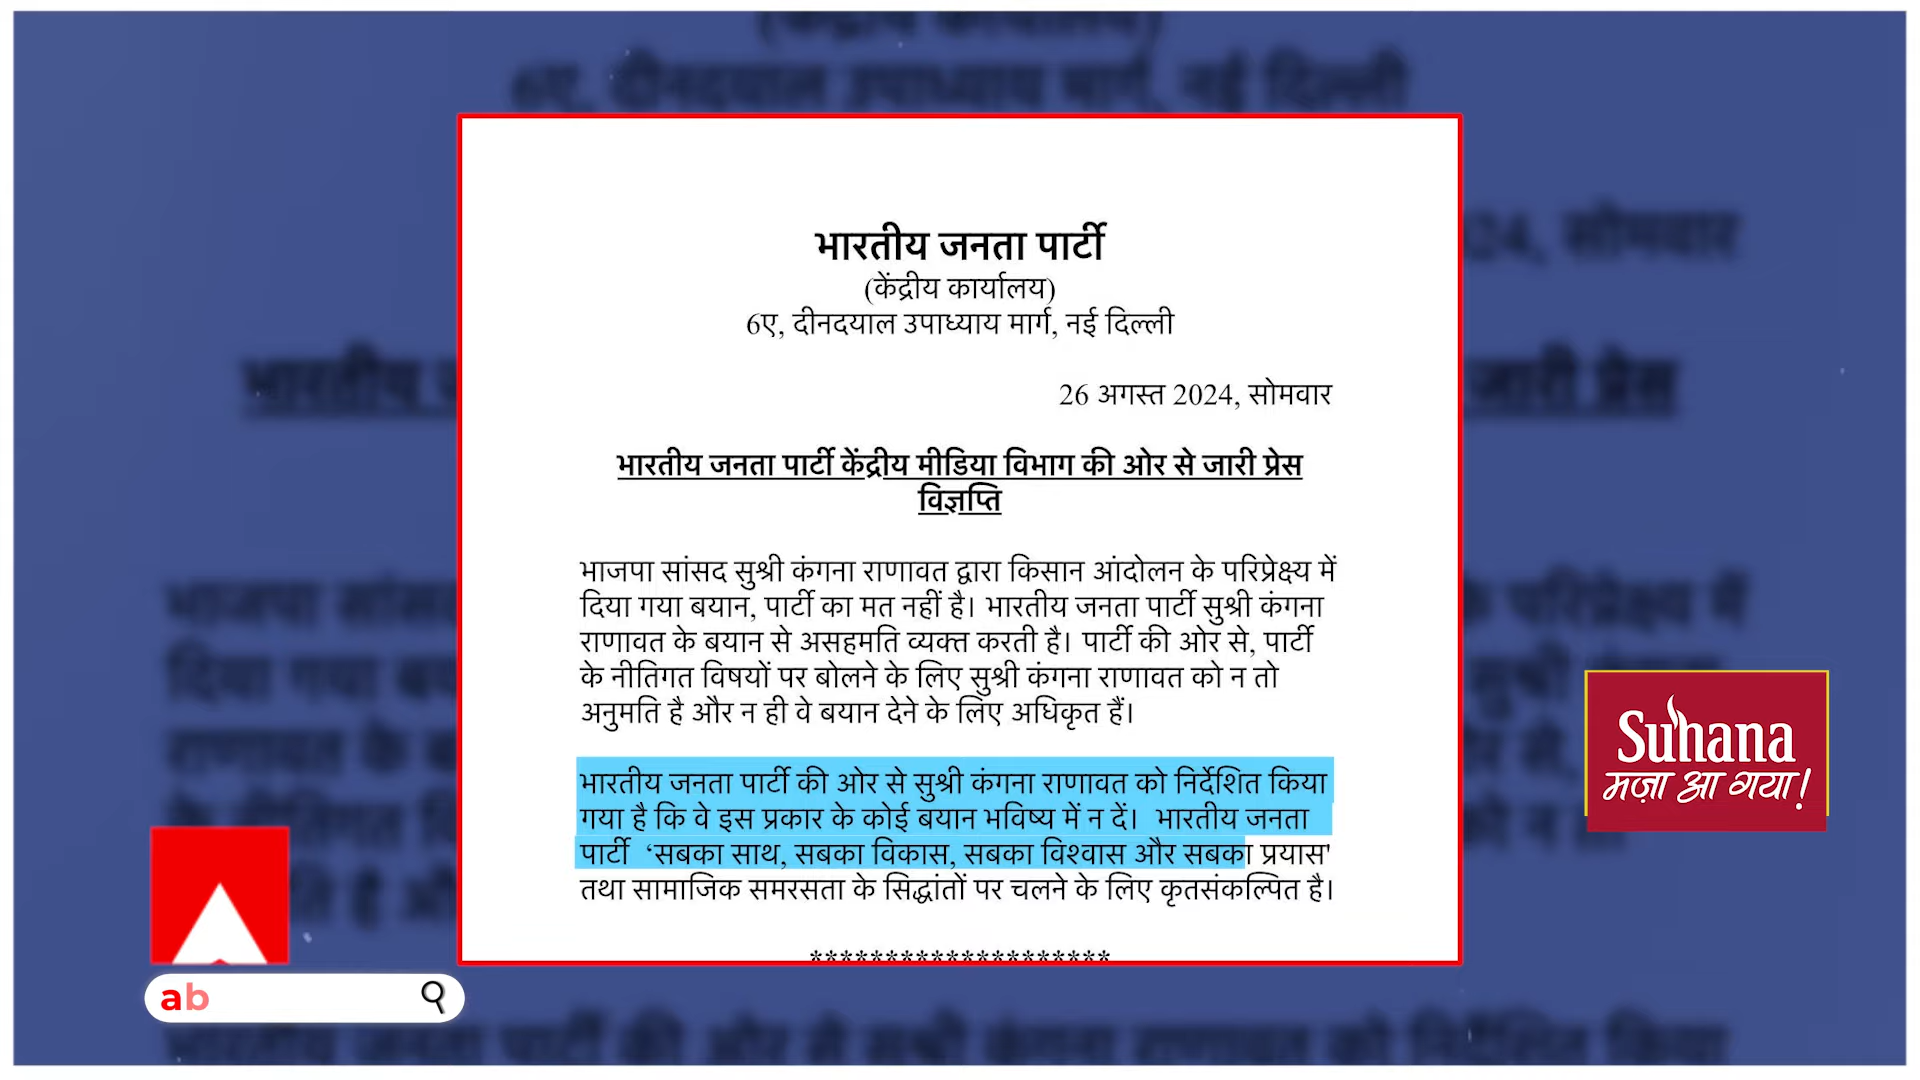 भारतीय जनता पार्टी
(केंद्रीय कार्यालय)
6ए, दीनदयाल उपाध्याय मार्ग, नई दिल्ली
26 अगस्त 2024, सोमवार
भारतीय जनता पार्टी केंद्रीय मीडिया विभाग की ओर से जारी प्रेस
विज्ञप्ति
भाजपा सांसद सुश्री कंगना राणावत द्वारा किसान आंदोलन के परिप्रेक्ष्य में
दिया गया बयान, पार्टी का मत नहीं है। भारतीय जनता पार्टी सुश्री कंगना
राणावत के बयान से असहमति व्यक्त करती है। पार्टी की ओर से, पार्टी
के नीतिगत विषयों पर बोलने के लिए सुश्री कंगना राणावत को न तो
अनुमति है और न ही वे बयान देने के लिए अधिकृत हैं।
भारतीय जनता पार्टी की ओर से सुश्री कंगना राणावत को निर्देशित किया
गया है कि वे इस प्रकार के कोई बयान भविष्य में न दें। भारतीय जनता
पार्टी ‘सबका साथ, सबका विकास, सबका विश्वास और सबका प्रयास'
तथा सामाजिक समरसता के सिद्धांतों पर चलने के लिए कृतसंकल्पित है।
********************
Suhana
मज़ा आ गया!
ab